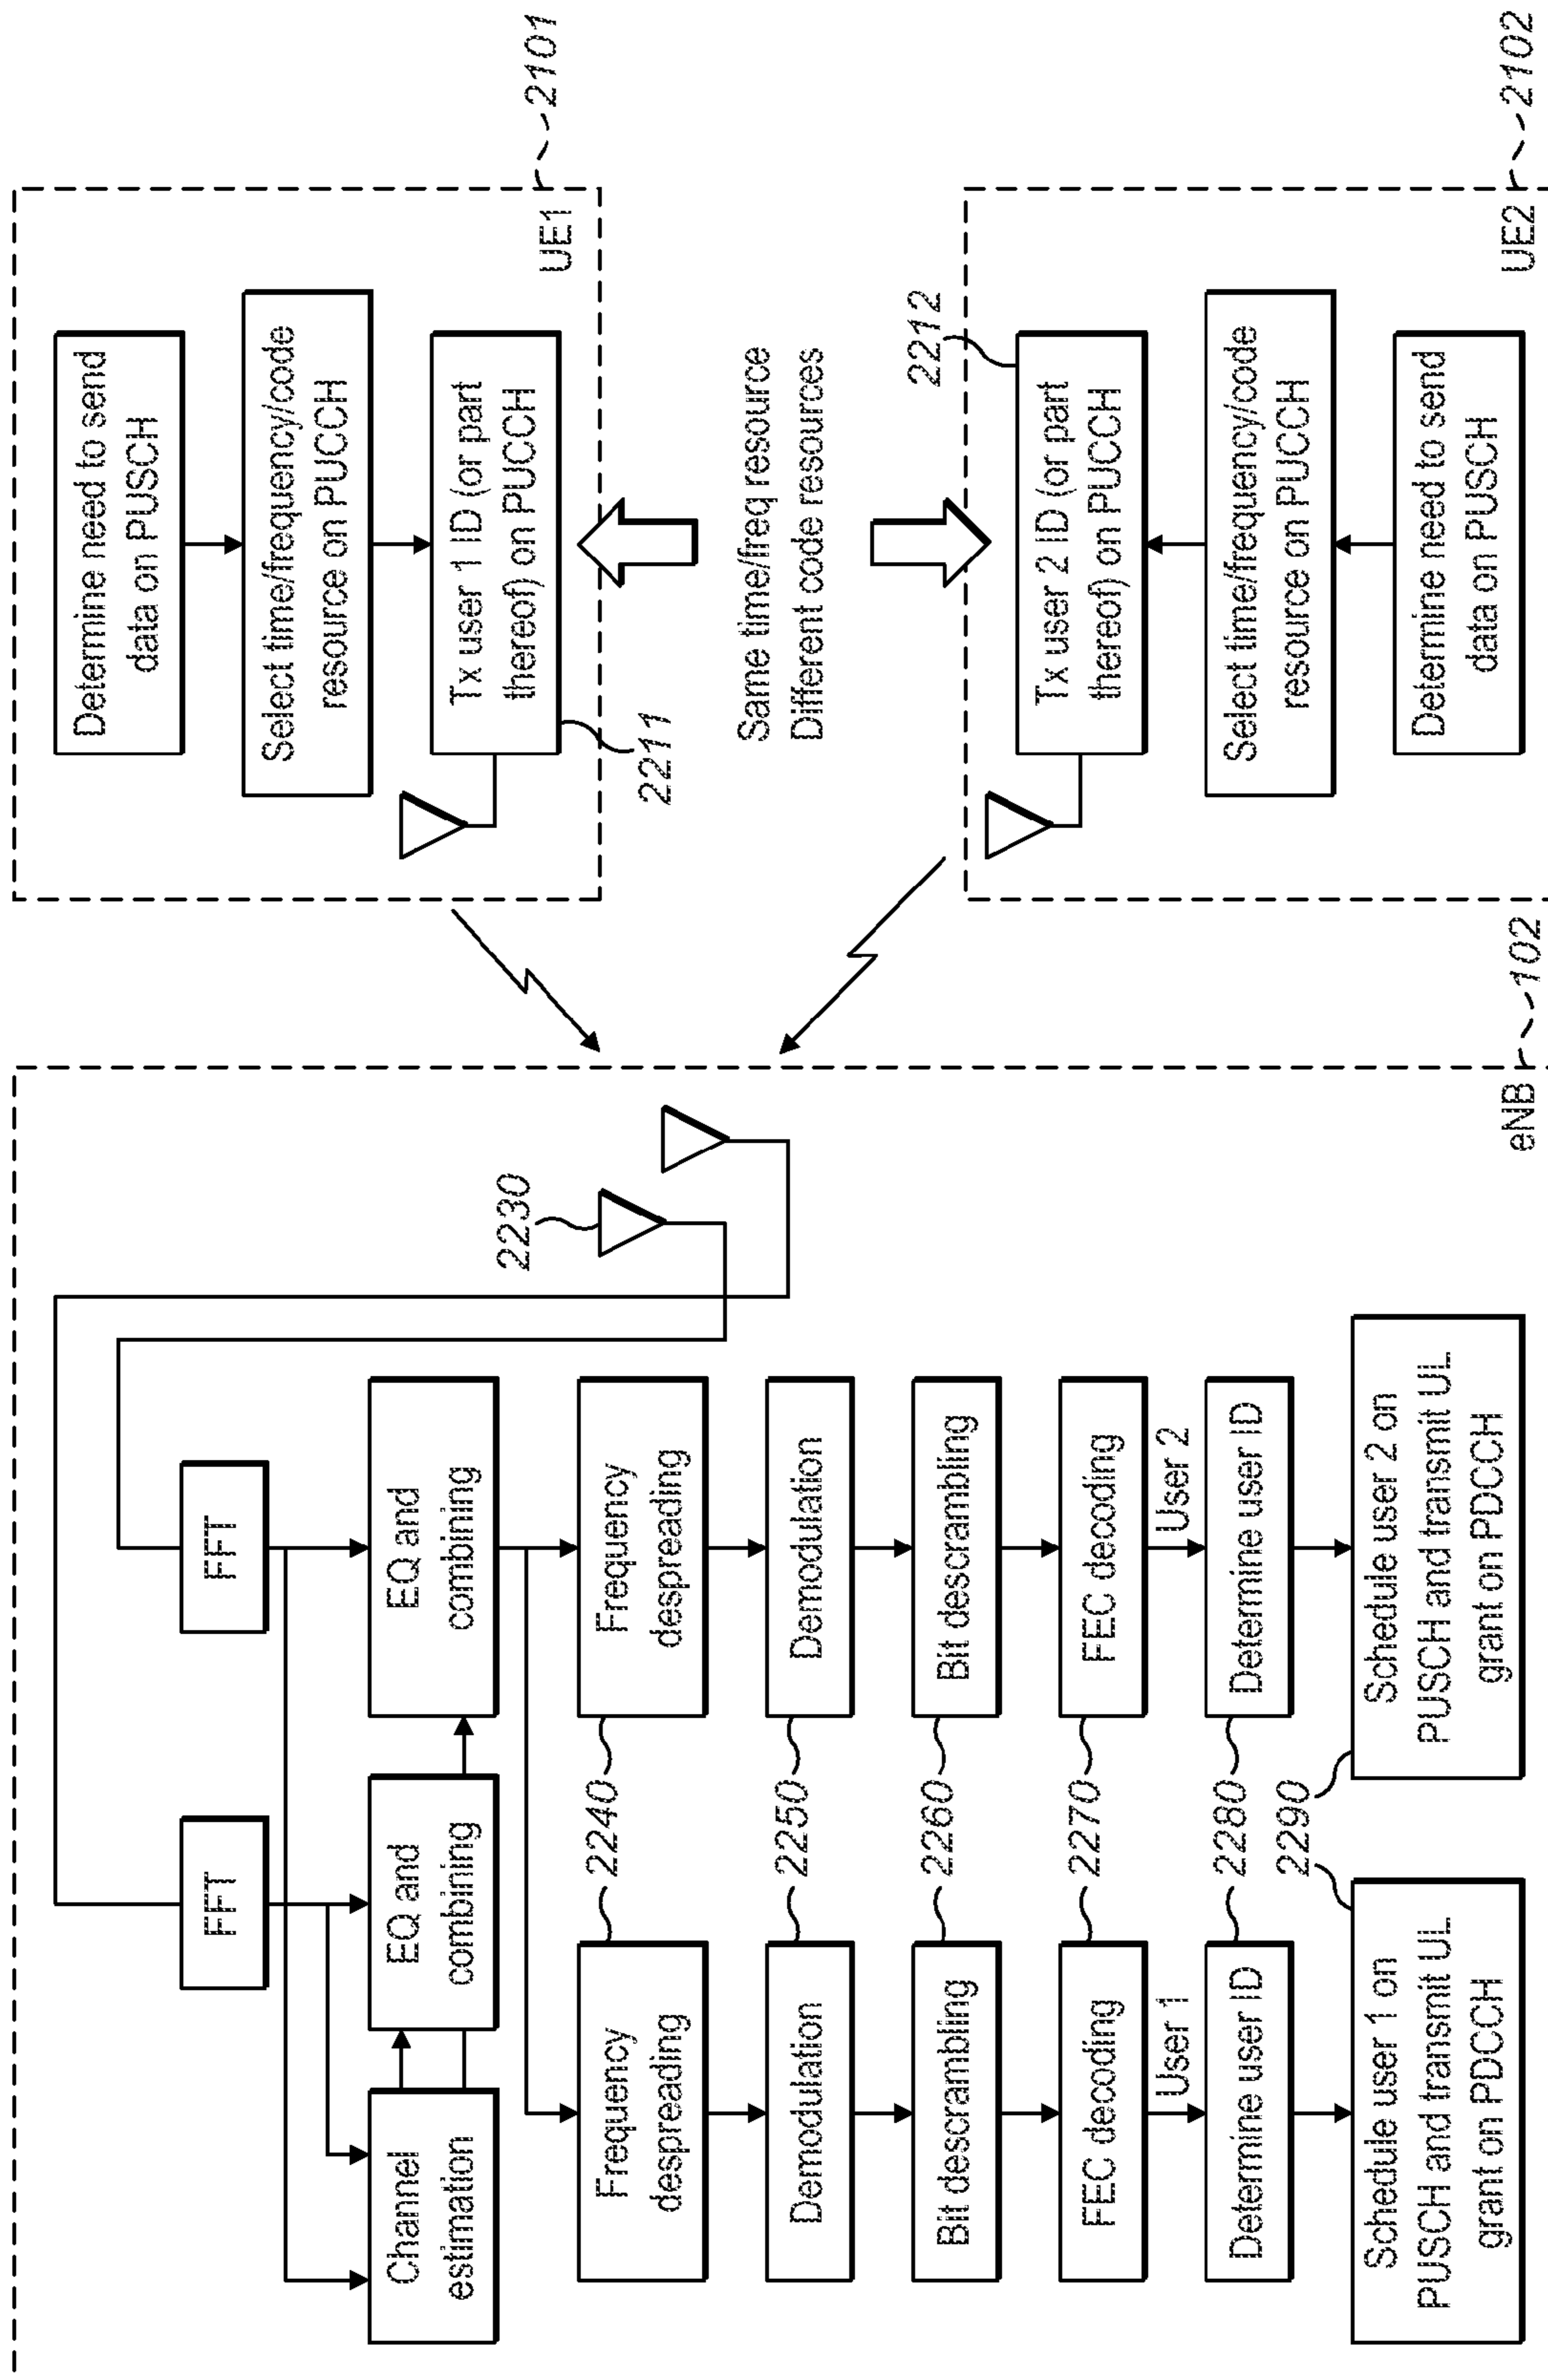 FFT
FFT
Channel
estimation
EQ and
combining
EQ and
combining
2230
Frequency
despreading
2240
Frequency
despreading
Demodulation
2250
Demodulation
Bit descrambling
2260
Bit descrambling
FEC decoding
2270
FEC decoding
User 1
User 2
Determine user ID
2280
Determine user ID
2290
Schedule user 1 on
PUSCH and transmit UL
grant on PDCCH
Schedule user 2 on
PUSCH and transmit UL
grant on PDCCH
eNB
102
Determine need to send
data on PUSCH
Select time/frequency/code
resource on PUCCH
Tx user 1 ID (or part
thereof) on PUCCH
2211
UE1
2101
Same time/freq resource
Different code resources
2212
Tx user 2 ID (or part
thereof) on PUCCH
Select time/frequency/code
resource on PUCCH
Determine need to send
data on PUSCH
UE2
2102